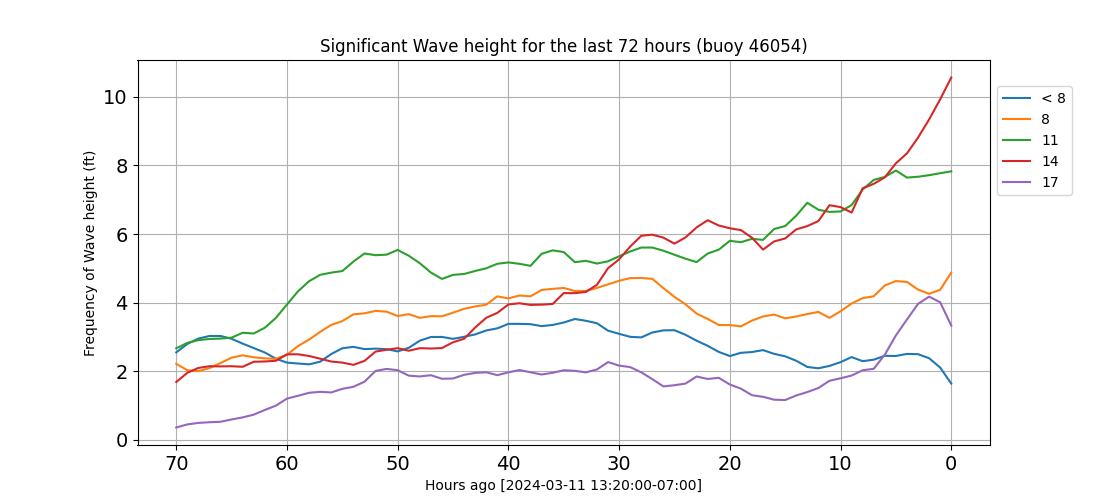 Significant Wave height for the last 72 hours (buoy 46054)
Frequency of Wave height (ft)
10
8
6
4
2
0
70 60 50 40 30 20 10 0
Hours ago [2024-03-11 13:20:00-07:00]
< 8
8
11
14
17